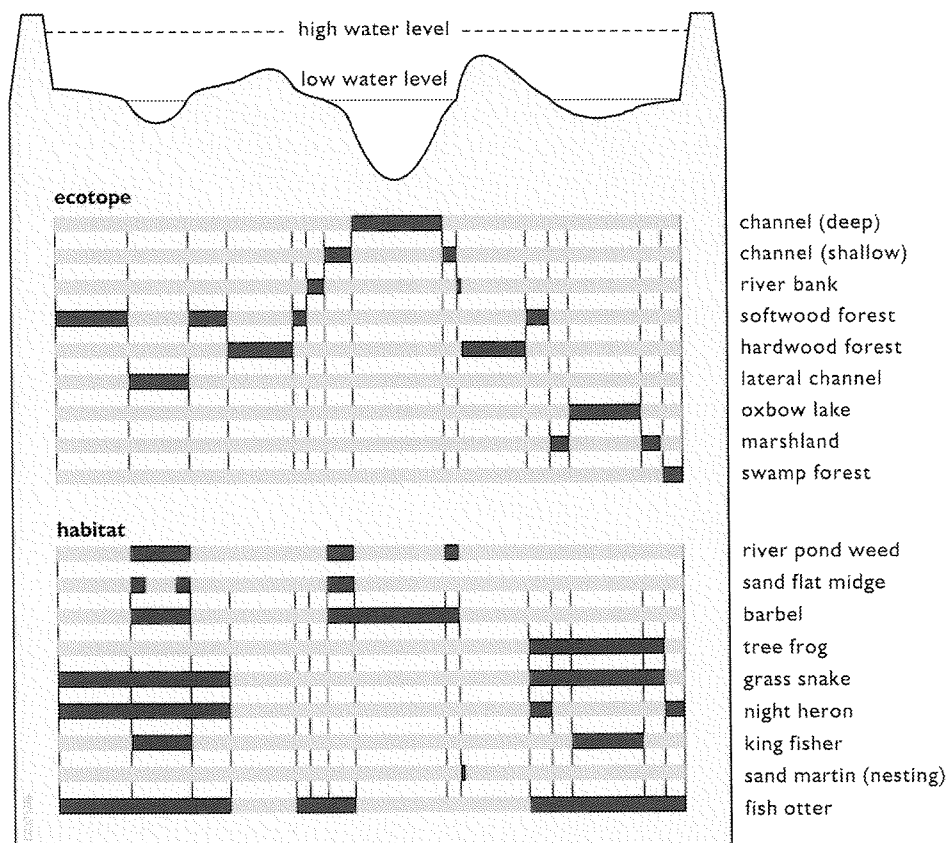 high water level
low water level
ecotope
channel (deep)
channel (shallow)
river bank
softwood forest
hardwood forest
lateral channel
oxbow lake
marshland
swamp forest
habitat
river pond weed
sand flat midge
barbel
tree frog
grass snake
night heron
king fisher
sand martin (nesting)
fish otter